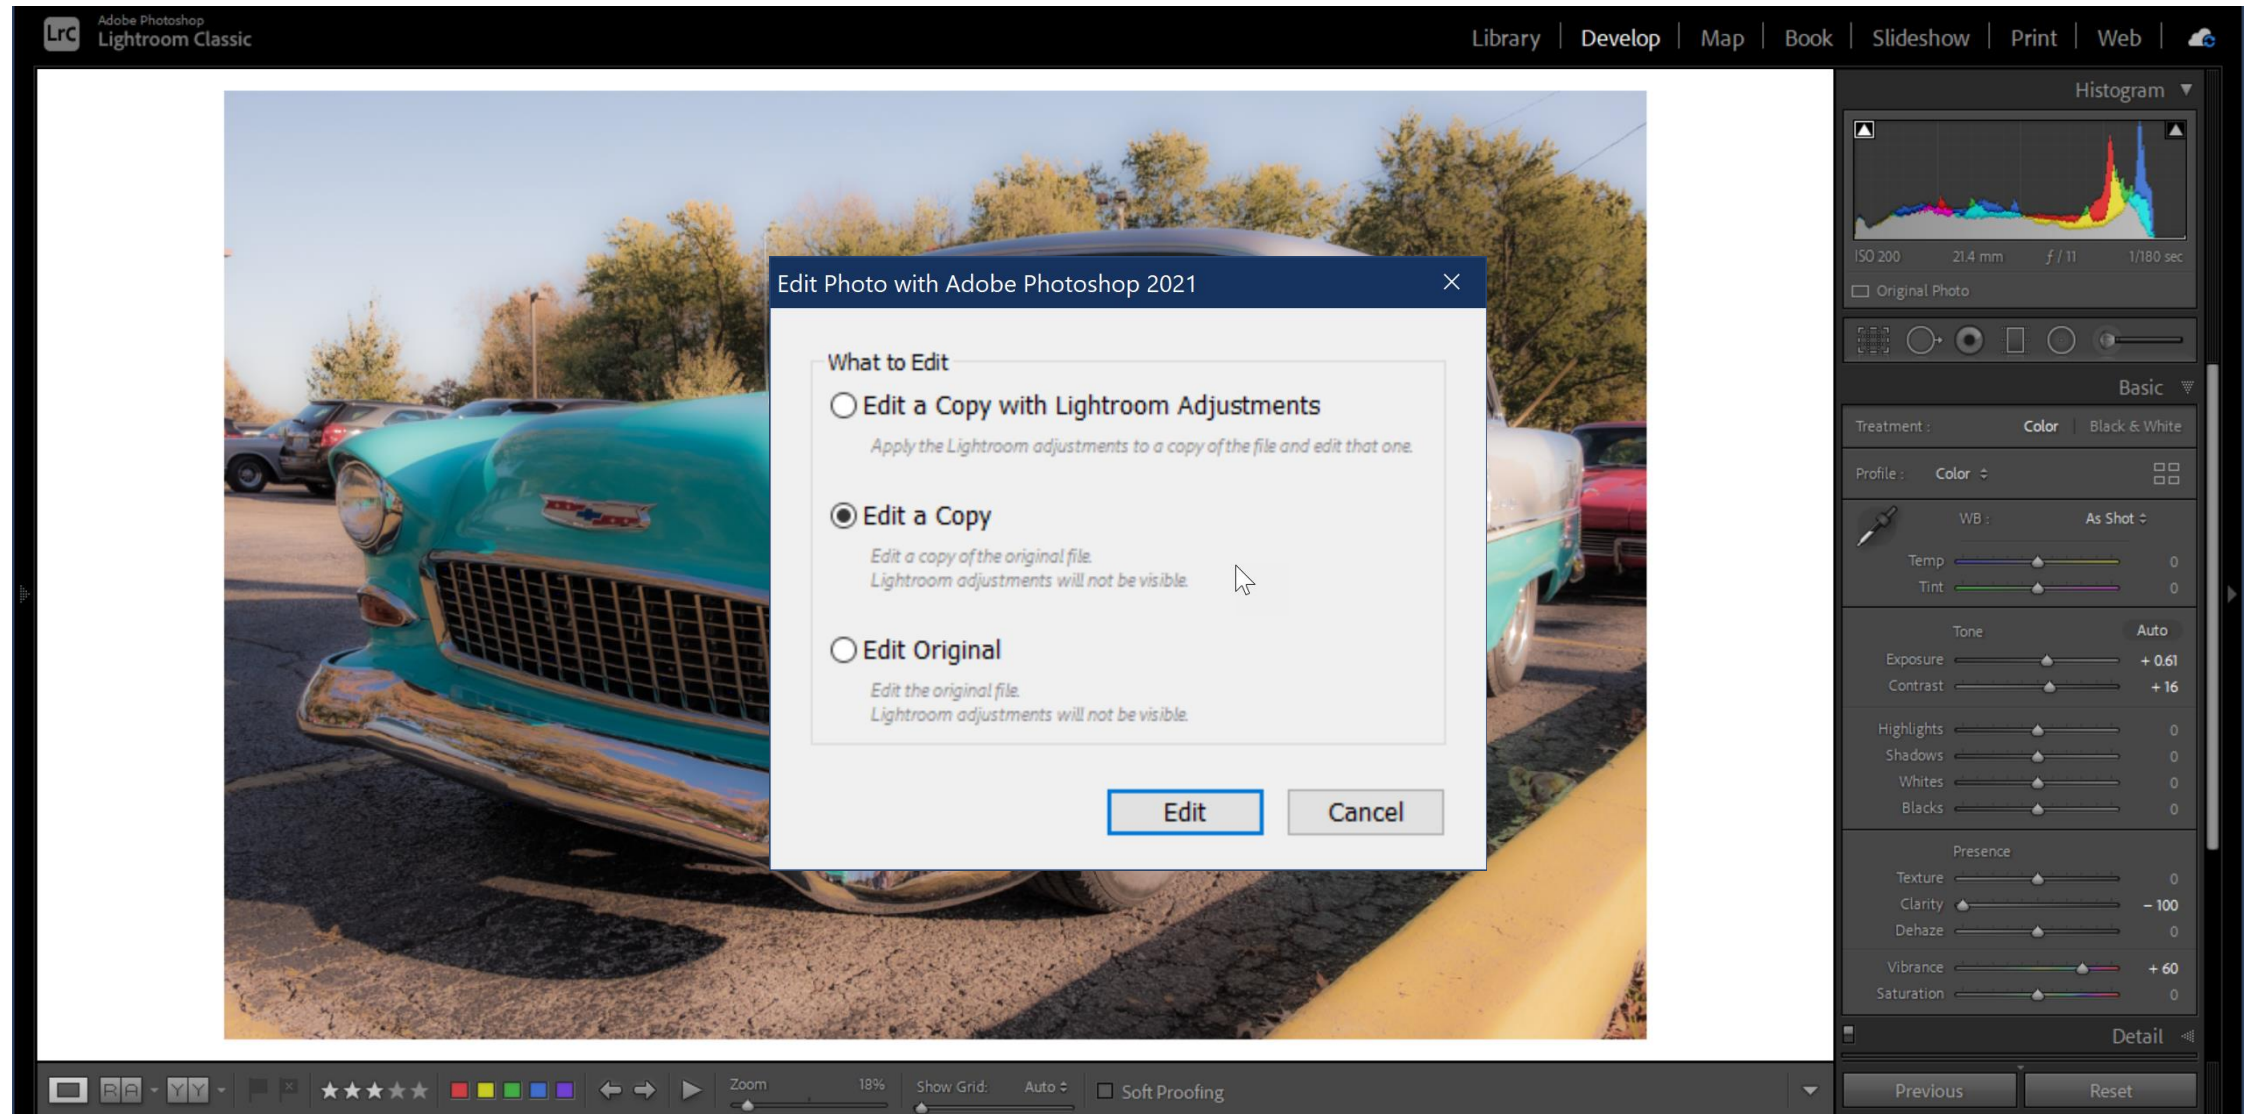 LrC
Adobe Photoshop
Lightroom Classic
Library | Develop | Map | Book | Slideshow | Print | Web
Edit Photo with Adobe Photoshop 2021
What to Edit
Edit a Copy with Lightroom Adjustments
Apply the Lightroom adjustments to a copy of the file and edit that one.
Edit a Copy
Edit a copy of the original file.
Lightroom adjustments will not be visible.
Edit Original
Edit the original file.
Lightroom adjustments will not be visible.
Edit Cancel
Histogram
ISO 200 21.4 mm ƒ / 11 1/180 sec
Original Photo
Basic
Treatment : Color | Black & White
Profile : Color
WB : As Shot
Temp 0
Tint 0
Tone Auto
Exposure + 0.61
Contrast + 16
Highlights 0
Shadows 0
Whites 0
Blacks 0
Presence
Texture 0
Clarity – 100
Dehaze 0
Vibrance + 60
Saturation 0
Detail
Previous Reset
RA YY Zoom 18% Show Grid: Auto Soft Proofing